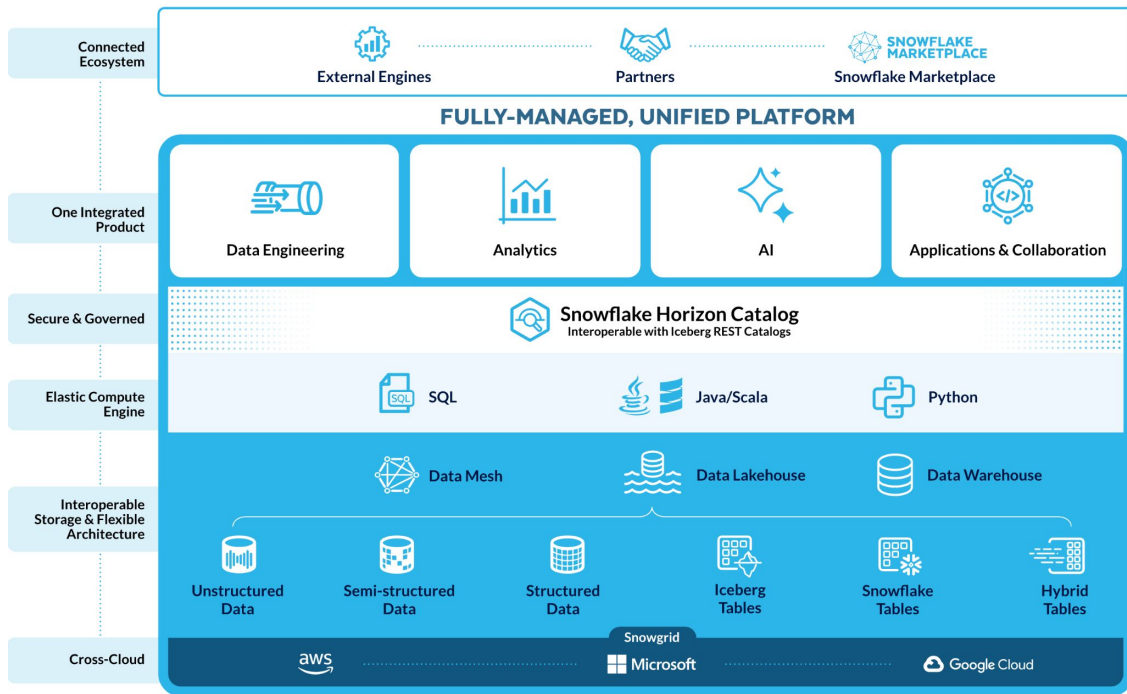 Connected
Ecosystem
External Engines
Partners
SNOWFLAKE
MARKETPLACE
Snowflake Marketplace
FULLY-MANAGED, UNIFIED PLATFORM
One Integrated
Product
Data Engineering
Analytics
AI
</>
Applications & Collaboration
Secure & Governed
Snowflake Horizon Catalog
Interoperable with Iceberg REST Catalogs
Elastic Compute
Engine
SQL
SQL
Java/Scala
Python
Interoperable
Storage & Flexible
Architecture
Data Mesh
Data Lakehouse
Data Warehouse
Unstructured
Data
Semi-structured
Data
Structured
Data
Iceberg
Tables
Snowflake
Tables
Hybrid
Tables
Cross-Cloud
Snowgrid
aws
Microsoft
Google Cloud